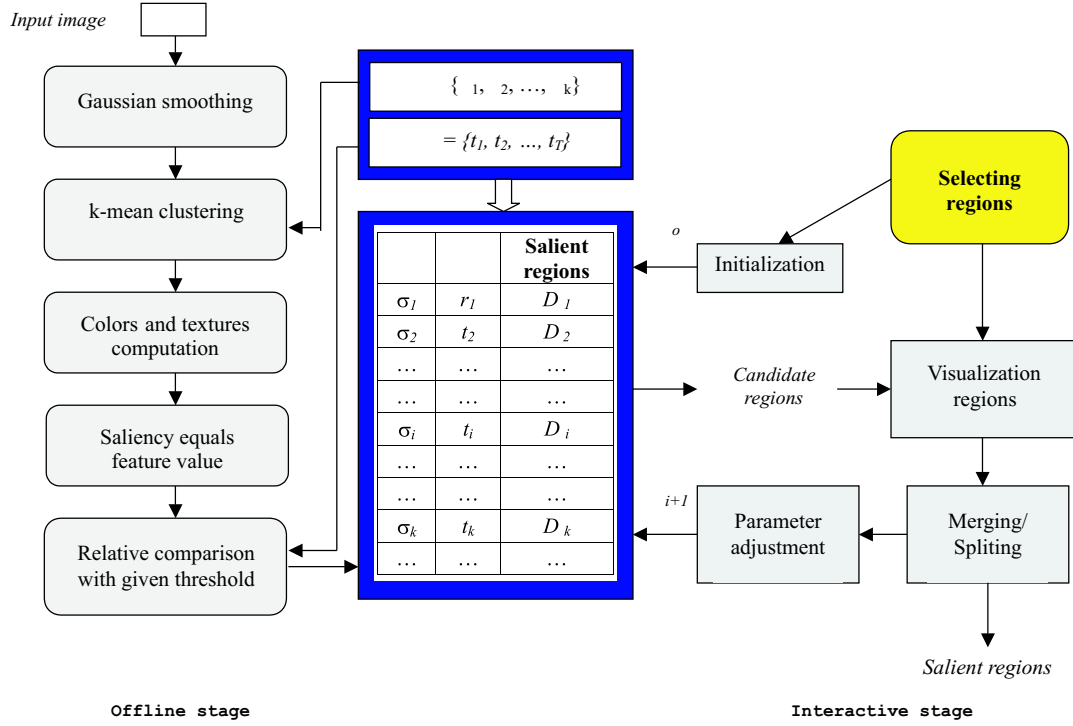 Input image
Gaussian smoothing
k-mean clustering
Colors and textures
computation
Saliency equals
feature value
Relative comparison
with given threshold
Offline stage
{ 1, 2, …, k}
= {t1, t2, ..., tT}
Salient
regions
σ1 r1 D 1
σ2 t2 D 2
… … …
… … …
σi ti D i
… … …
… … …
σk tk D k
… … …
Selecting
regions
o
Initialization
Candidate
regions
Visualization
regions
i+1
Parameter
adjustment
Merging/
Spliting
Salient regions
Interactive stage